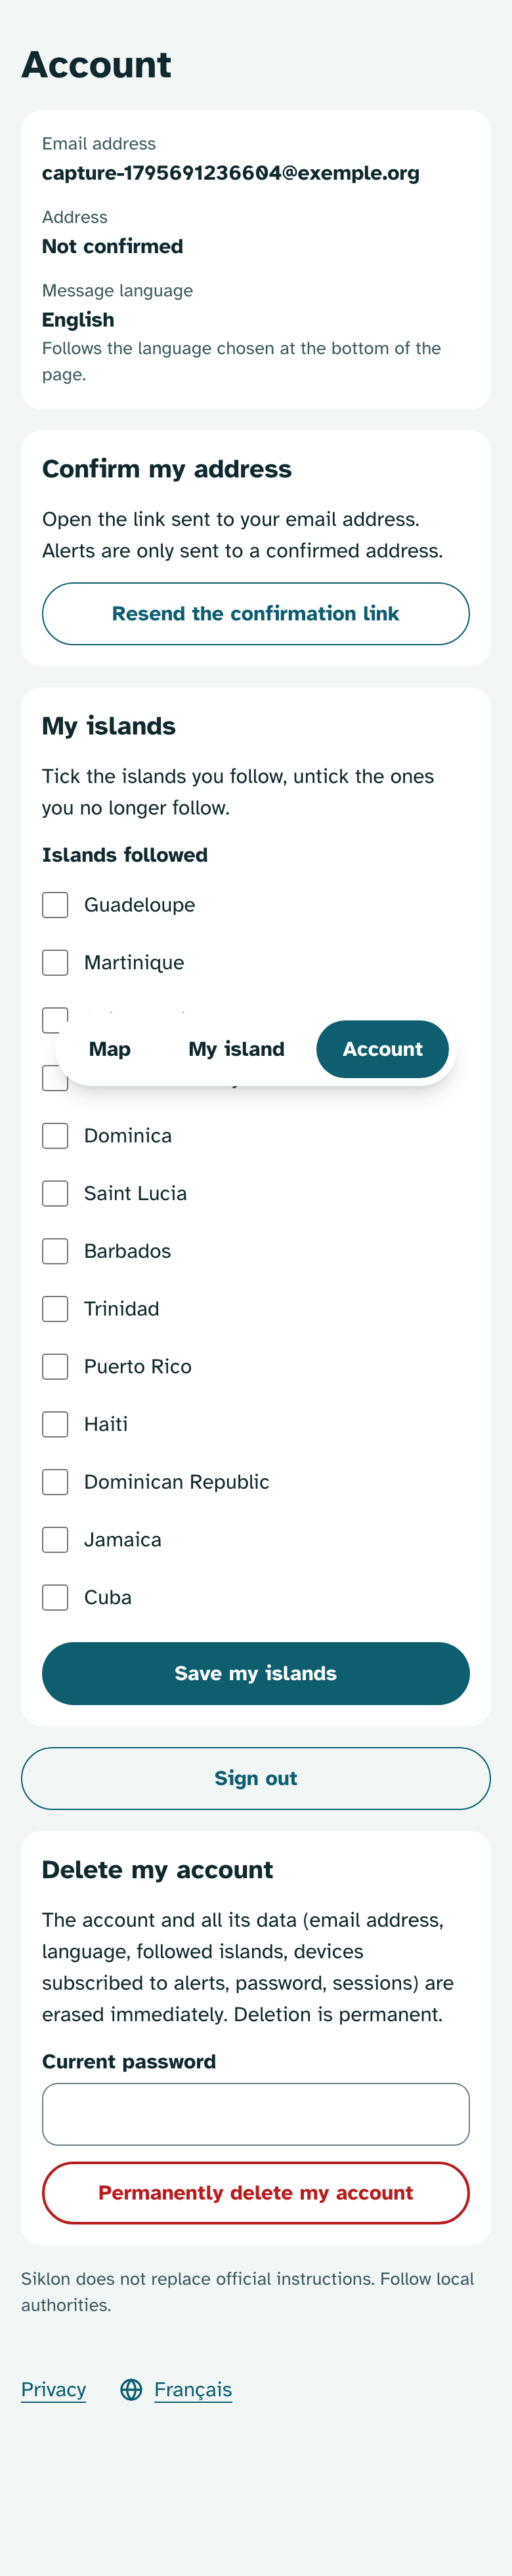 Account
Email address
capture-1795691236604@exemple.org
Address
Not confirmed
Message language
English
Follows the language chosen at the bottom of the
page.
Confirm my address
Open the link sent to your email address.
Alerts are only sent to a confirmed address.
Resend the confirmation link
My islands
Tick the islands you follow, untick the ones
you no longer follow.
Islands followed
Guadeloupe
Martinique
Map My island Account
Dominica
Saint Lucia
Barbados
Trinidad
Puerto Rico
Haiti
Dominican Republic
Jamaica
Cuba
Save my islands
Sign out
Delete my account
The account and all its data (email address,
language, followed islands, devices
subscribed to alerts, password, sessions) are
erased immediately. Deletion is permanent.
Current password
Permanently delete my account
Siklon does not replace official instructions. Follow local
authorities.
Privacy Français